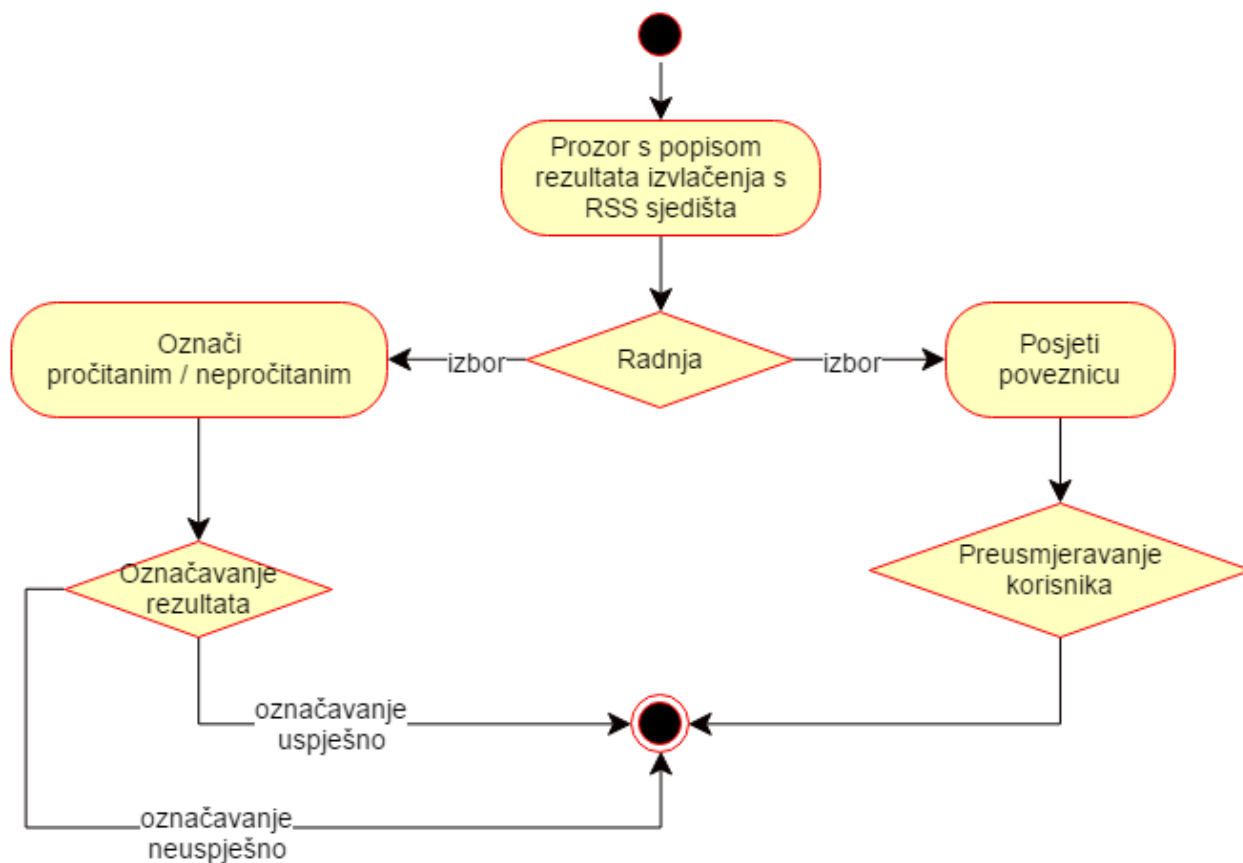 Prozor s popisom
rezultata izvlačenja s
RSS sjedišta
Označi
pročitanim / nepročitanim
izbor
Radnja
izbor
Posjeti
poveznicu
Označavanje
rezultata
Preusmjeravanje
korisnika
označavanje
uspješno
označavanje
neuspješno